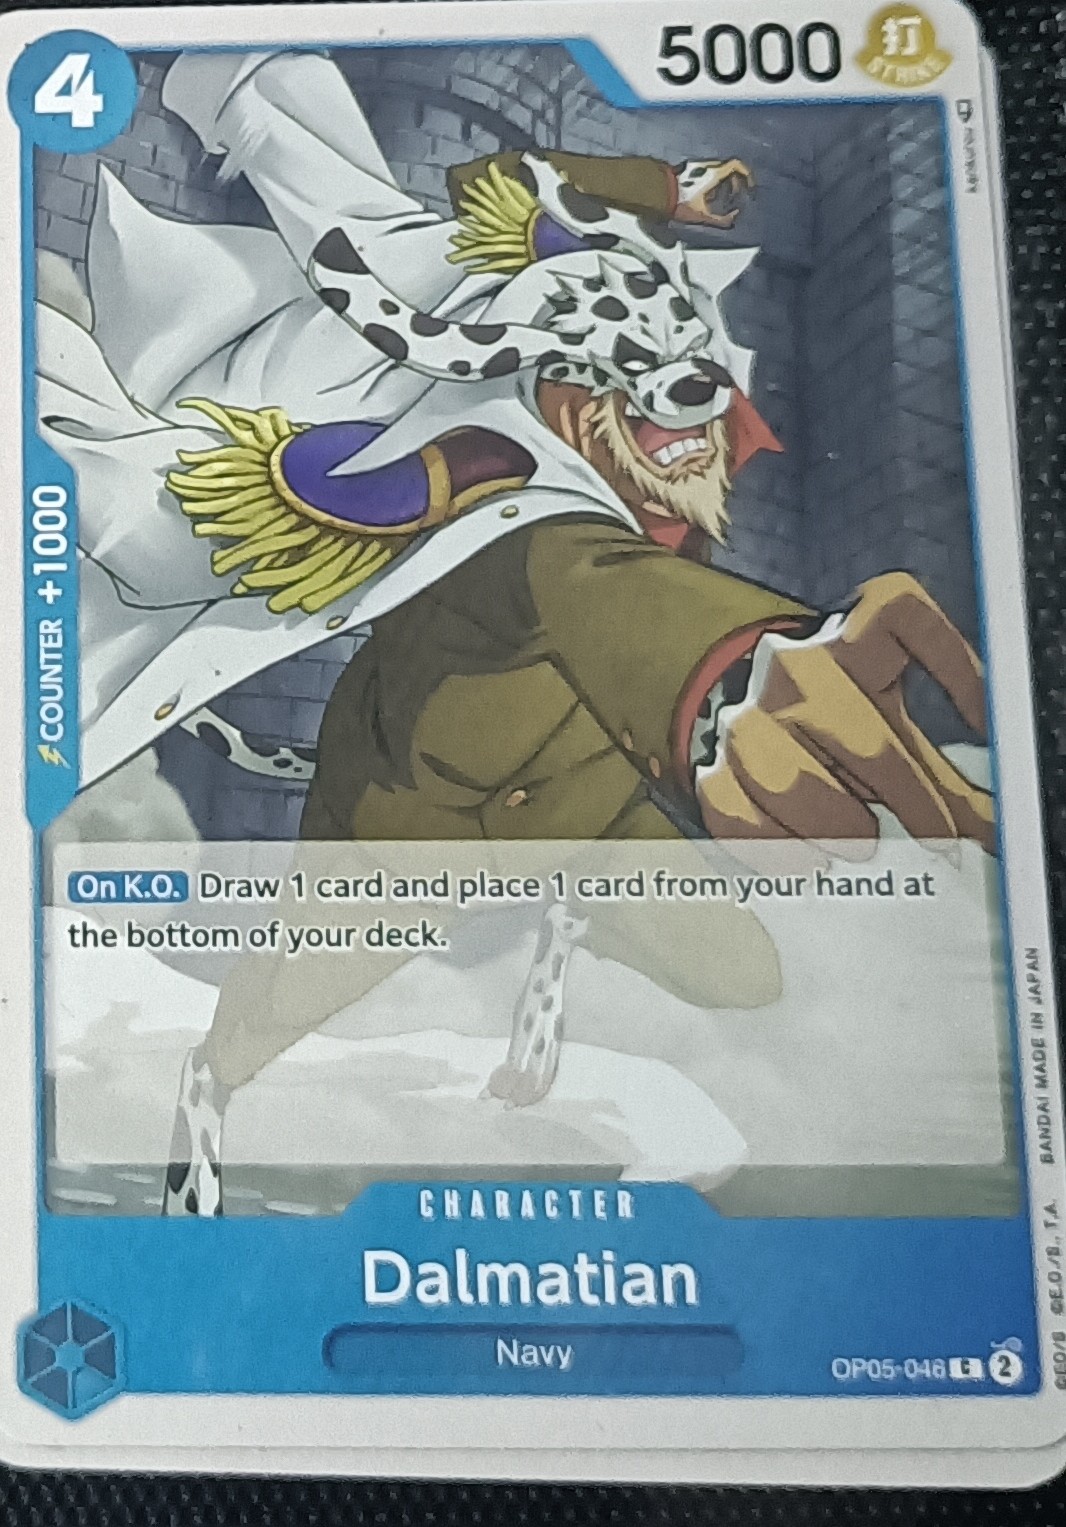 4
5000
打
STRIKE
COUNTER +1000
On K.O. Draw 1 card and place 1 card from your hand at
the bottom of your deck.
CHARACTER
Dalmatian
Navy
OP05-046 C 2
BANDAI MADE IN JAPAN
©E.O./S., T.A.